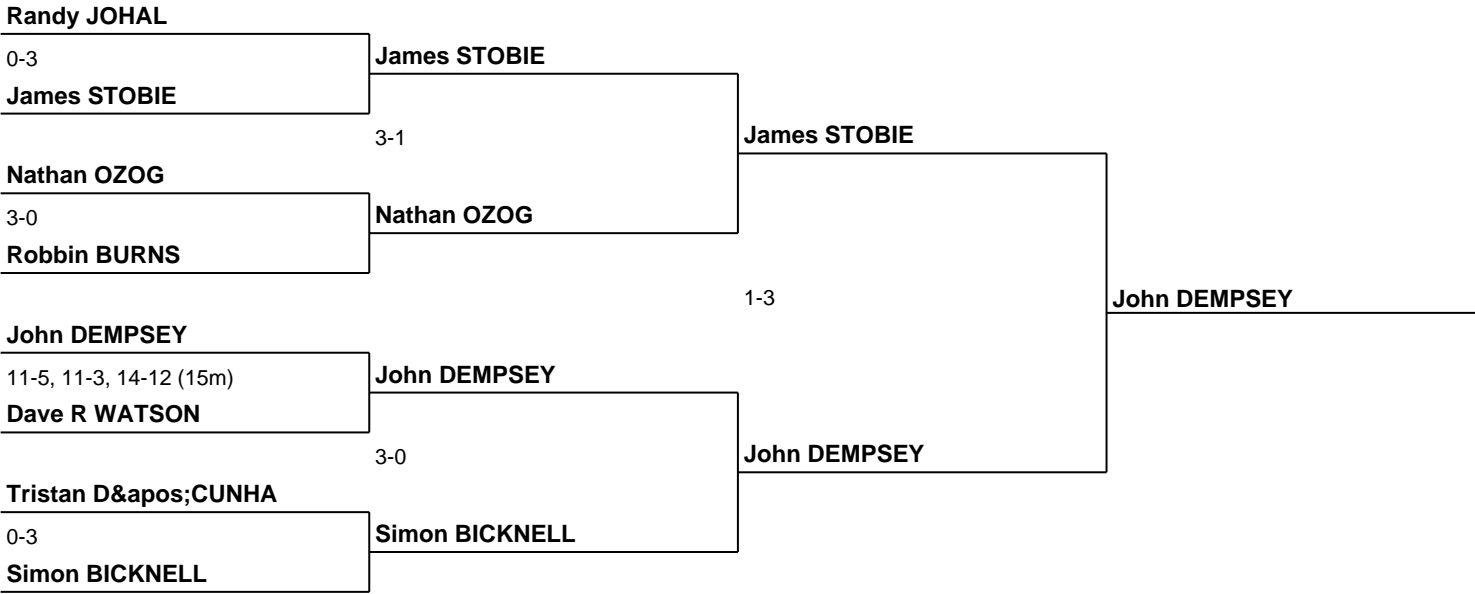 Randy JOHAL
0-3
James STOBIE
James STOBIE
3-1
James STOBIE
Nathan OZOG
3-0
Nathan OZOG
Robbin BURNS
1-3
John DEMPSEY
John DEMPSEY
11-5, 11-3, 14-12 (15m)
John DEMPSEY
Dave R WATSON
3-0
John DEMPSEY
Tristan D&apos;CUNHA
0-3
Simon BICKNELL
Simon BICKNELL